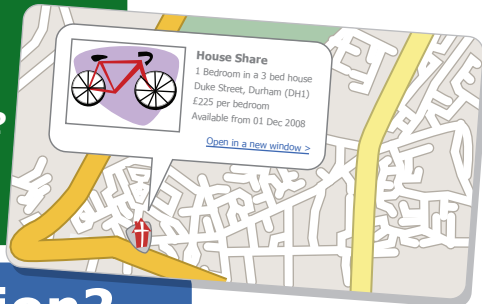 ?
House Share
1 Bedroom in a 3 bed house
Duke Street, Durham (DH1)
£225 per bedroom
Available from 01 Dec 2008
Open in a new window >